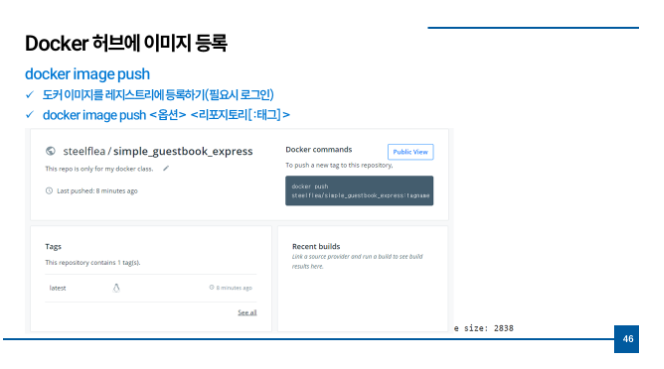 Docker 허브에 이미지 등록
docker image push
✓ 도커 이미지를 레지스트리에 등록하기(필요시 로그인)
✓ docker image push <옵션> <리포지토리[:태그]>
steelflea / simple_guestbook_express
This repo is only for my docker class.
Last pushed: 8 minutes ago
Docker commands
Public View
To push a new tag to this repository,
docker push
steelflea/simple_guestbook_express:tagname
Tags
This repository contains 1 tag(s).
latest
8 minutes ago
See all
Recent builds
Link a source provider and run a build to see build
results here.
e size: 2838
46